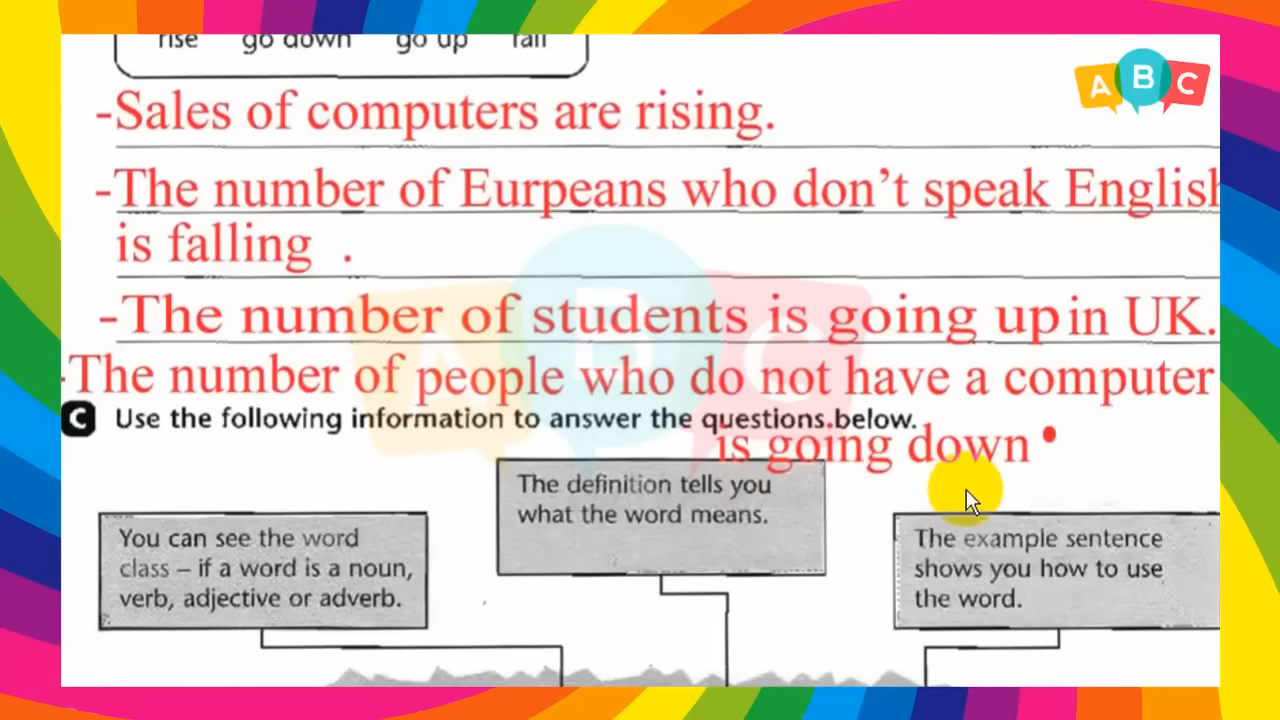 rise go down go up fall
A B C
-Sales of computers are rising.
-The number of Eurpeans who don't speak English
is falling .
-The number of students is going up in UK.
-The number of people who do not have a computer
C Use the following information to answer the questions below.
is going down .
The definition tells you
what the word means.
You can see the word
class – if a word is a noun,
verb, adjective or adverb.
The example sentence
shows you how to use
the word.